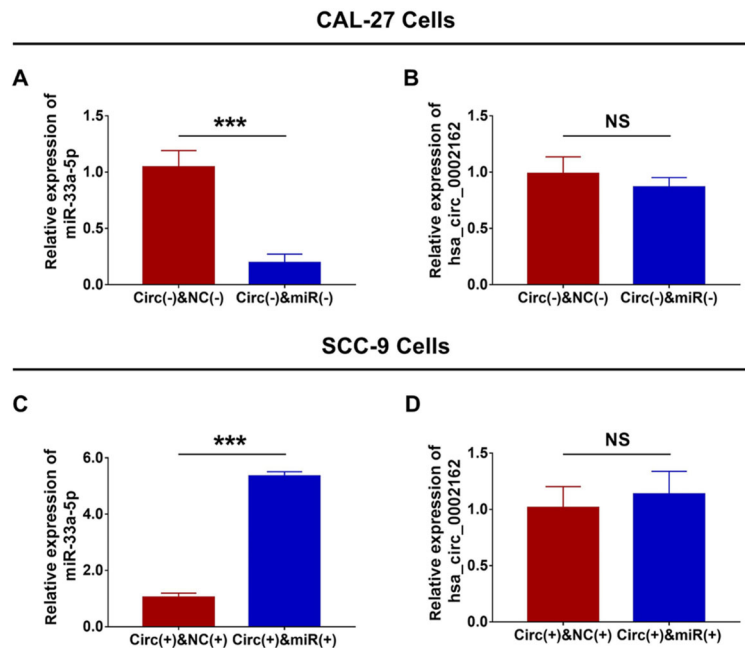 CAL-27 Cells
A
Relative expression of
miR-33a-5p
1.5
1.0
0.5
0.0
***
Circ(-)&NC(-) Circ(-)&miR(-)
B
Relative expression of
hsa_circ_0002162
1.5
1.0
0.5
0.0
NS
Circ(-)&NC(-) Circ(-)&miR(-)
SCC-9 Cells
C
Relative expression of
miR-33a-5p
6.0
4.0
2.0
0.0
***
Circ(+)&NC(+) Circ(+)&miR(+)
D
Relative expression of
hsa_circ_0002162
1.5
1.0
0.5
0.0
NS
Circ(+)&NC(+) Circ(+)&miR(+)